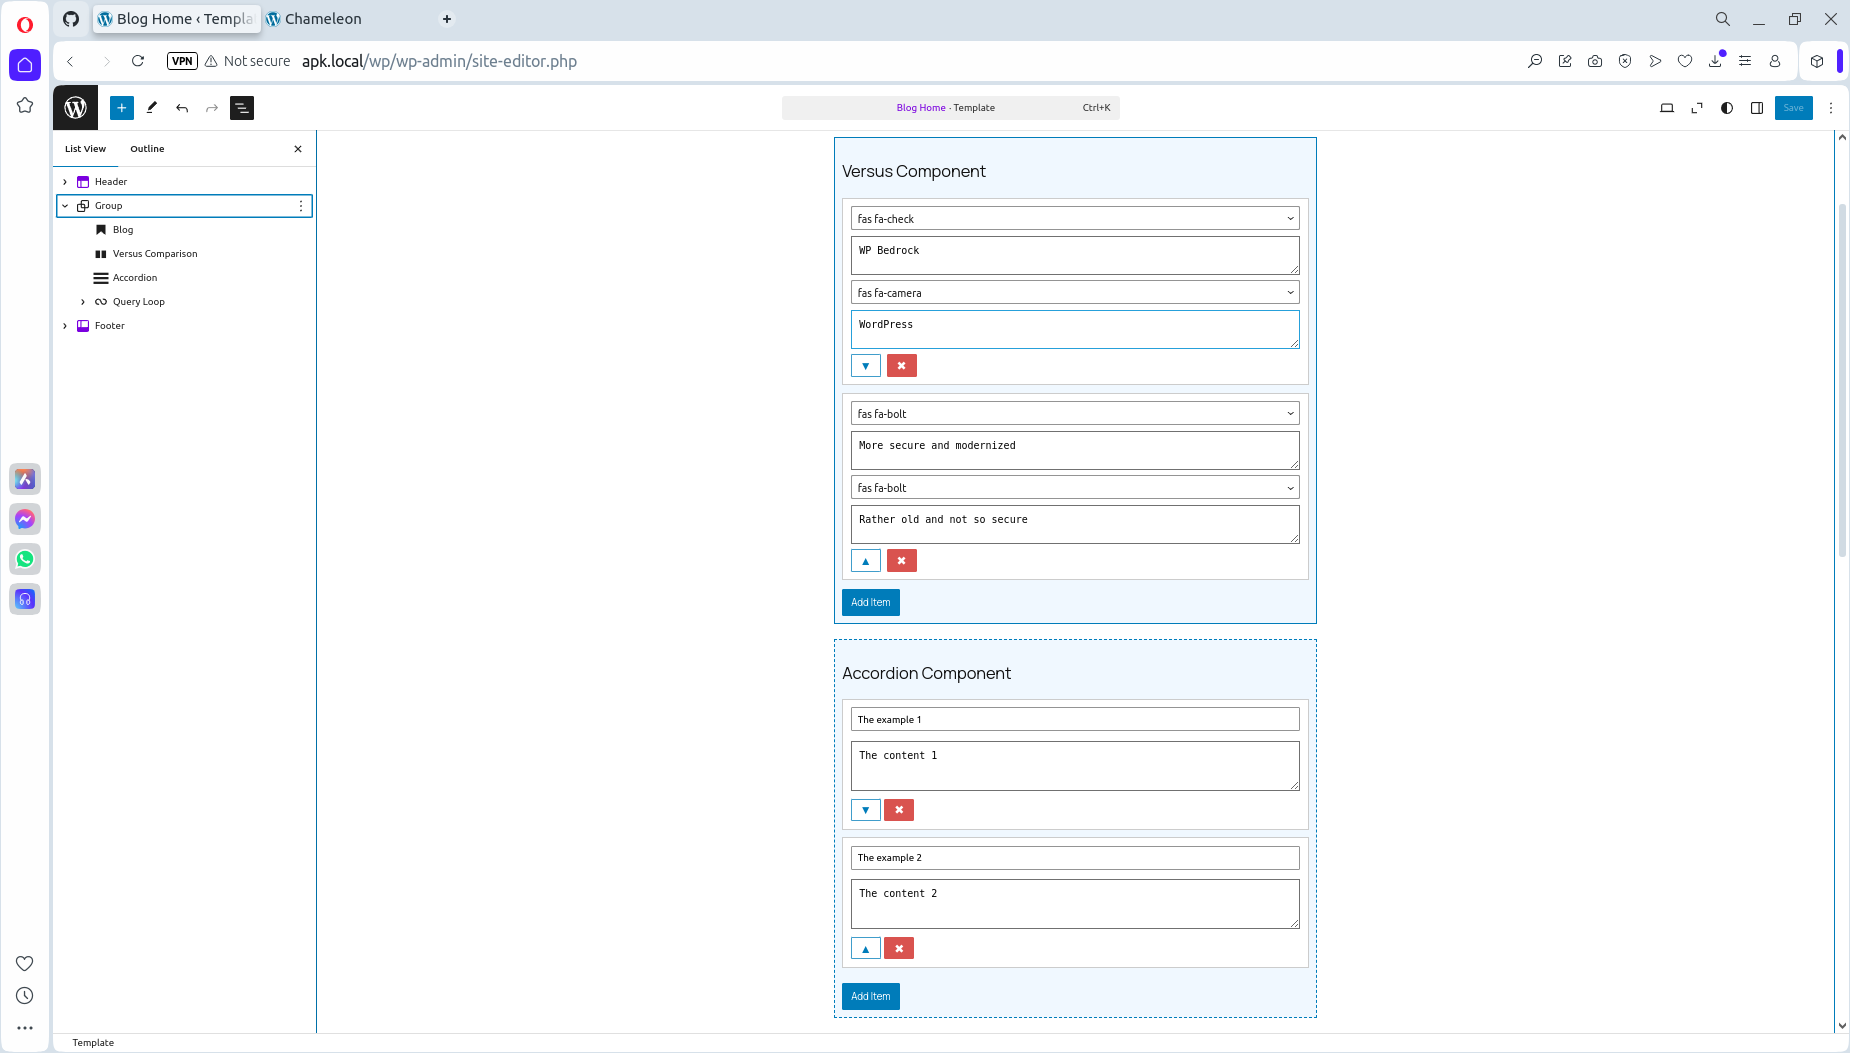 Blog Home ‹ Templa
Chameleon
VPN
Not secure
apk.local/wp/wp-admin/site-editor.php
Blog Home · Template
Ctrl+K
Save
List View
Outline
Header
Group
Blog
Versus Comparison
Accordion
Query Loop
Footer
Versus Component
fas fa-check
WP Bedrock
fas fa-camera
WordPress
fas fa-bolt
More secure and modernized
fas fa-bolt
Rather old and not so secure
Add Item
Accordion Component
The example 1
The content 1
The example 2
The content 2
Add Item
Template